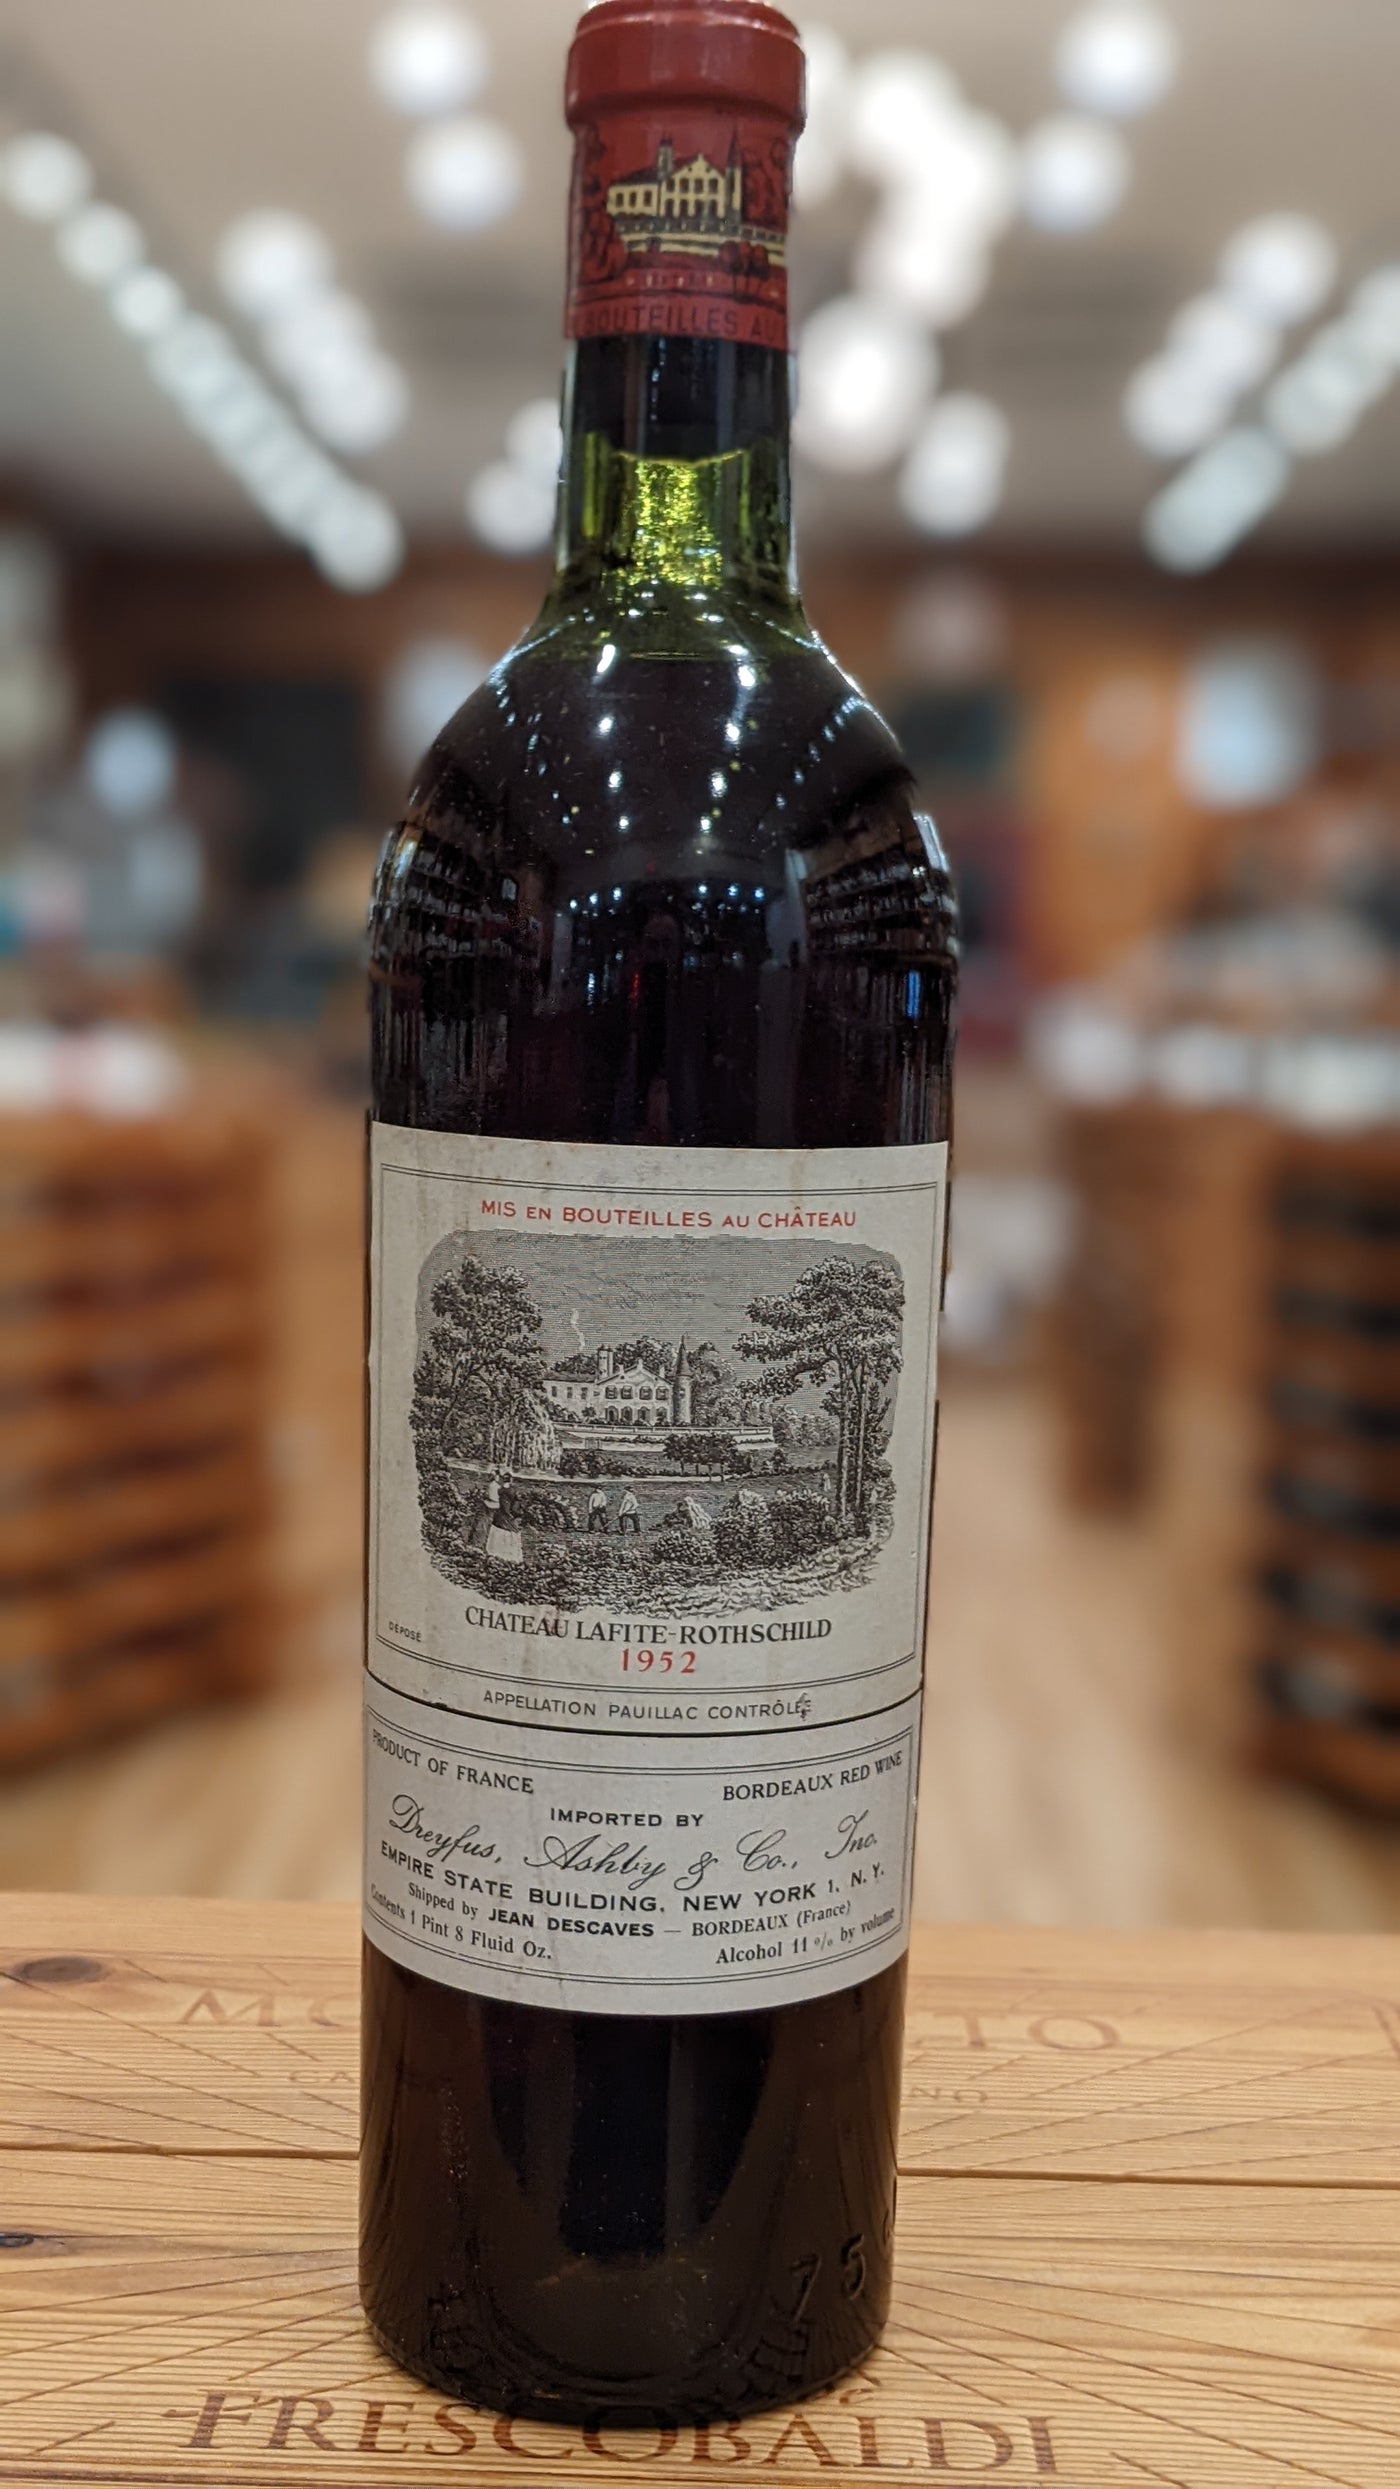 BOUTEILLES AU
MIS EN BOUTEILLES AU CHÂTEAU
DÉPOSÉ
CHATEAU LAFITE-ROTHSCHILD
1952
APPELLATION PAUILLAC CONTRÔLÉE
PRODUCT OF FRANCE
BORDEAUX RED WINE
IMPORTED BY
Dreyfus, Ashby & Co., Inc.
EMPIRE STATE BUILDING, NEW YORK 1, N.Y.
Shipped by JEAN DESCAVES — BORDEAUX (France)
Contents 1 Pint 8 Fluid Oz.
Alcohol 11 % by volume
75
FRESCOBALDI